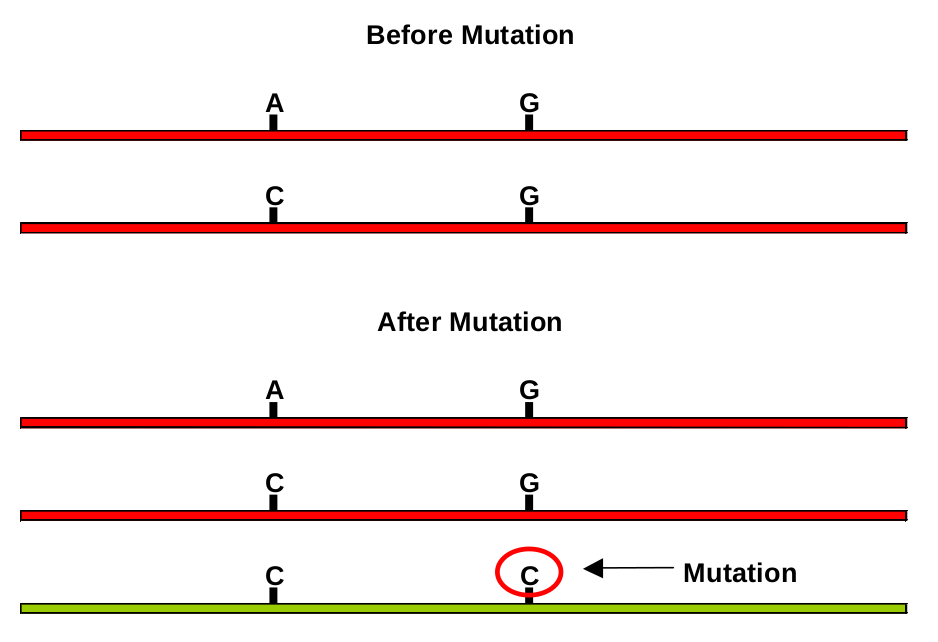 Before Mutation
A G
C G
After Mutation
A G
C G
C C Mutation